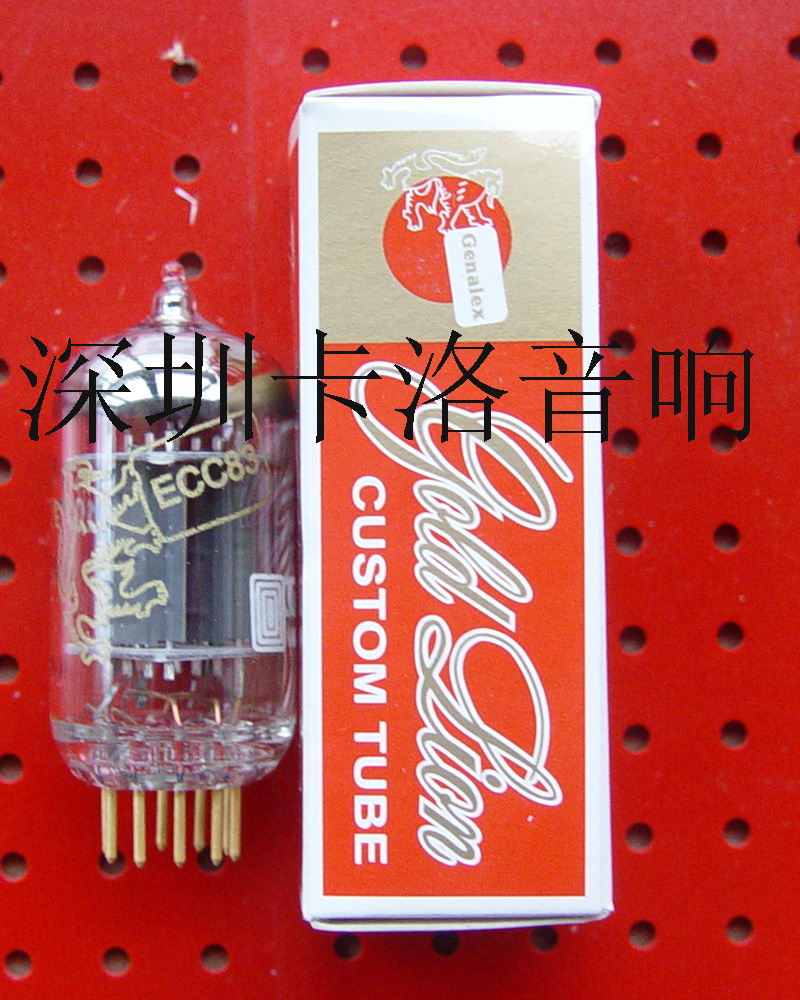 Genalex
深圳卡洛音响
ECC83
Gold Lion
CUSTOM TUBE